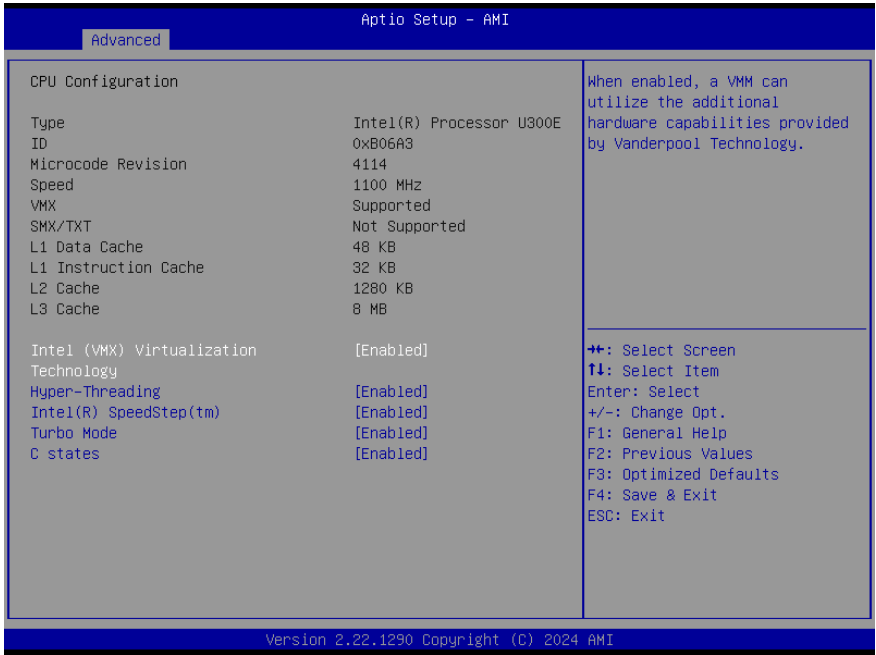 Aptio Setup - AMI
Advanced
CPU Configuration
Type Intel(R) Processor U300E
ID 0xB06A3
Microcode Revision 4114
Speed 1100 MHz
VMX Supported
SMX/TXT Not Supported
L1 Data Cache 48 KB
L1 Instruction Cache 32 KB
L2 Cache 1280 KB
L3 Cache 8 MB
Intel (VMX) Virtualization [Enabled]
Technology
Hyper-Threading [Enabled]
Intel(R) SpeedStep(tm) [Enabled]
Turbo Mode [Enabled]
C states [Enabled]
When enabled, a VMM can
utilize the additional
hardware capabilities provided
by Vanderpool Technology.
→←: Select Screen
↑↓: Select Item
Enter: Select
+/-: Change Opt.
F1: General Help
F2: Previous Values
F3: Optimized Defaults
F4: Save & Exit
ESC: Exit
Version 2.22.1290 Copyright (C) 2024 AMI